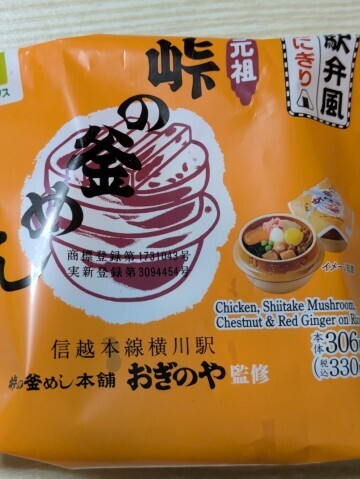 元祖
駅弁風
おにぎり
峠の釜めし
商標登録第1731043号
実新登録第3094454号
イメージ
Chicken, Shiitake Mushroom,
Chestnut & Red Ginger on Rice
本体306
(税込330
信越本線横川駅
峠の釜めし本舗 おぎのや監修